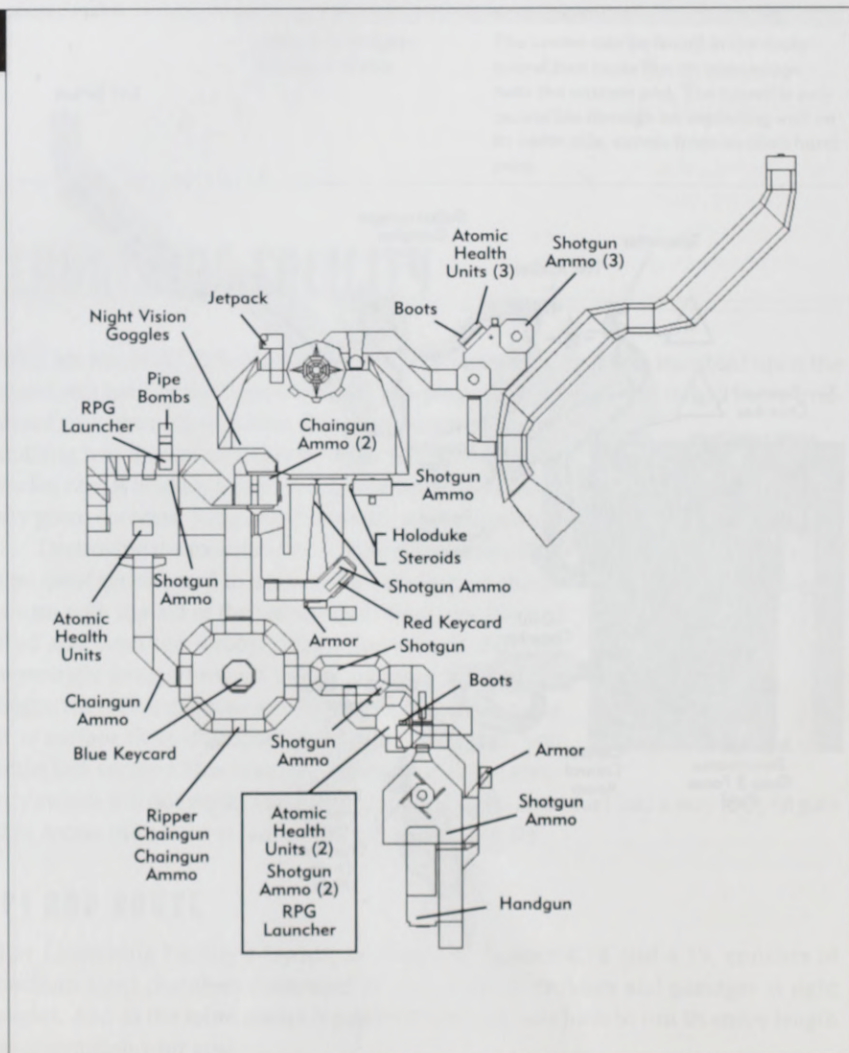 Atomic
Health
Units (3)
Shotgun
Ammo (3)
Boots
Jetpack
Night Vision
Goggles
Pipe
Bombs
RPG
Launcher
Chaingun
Ammo (2)
Shotgun
Ammo
Holoduke
Steroids
Shotgun Ammo
Red Keycard
Shotgun
Ammo
Atomic
Health
Units
Armor
Shotgun
Boots
Chaingun
Ammo
Blue Keycard
Shotgun
Ammo
Armor
Ripper
Chaingun
Chaingun
Ammo
Atomic
Health
Units (2)
Shotgun
Ammo (2)
RPG
Launcher
Shotgun
Ammo
Handgun